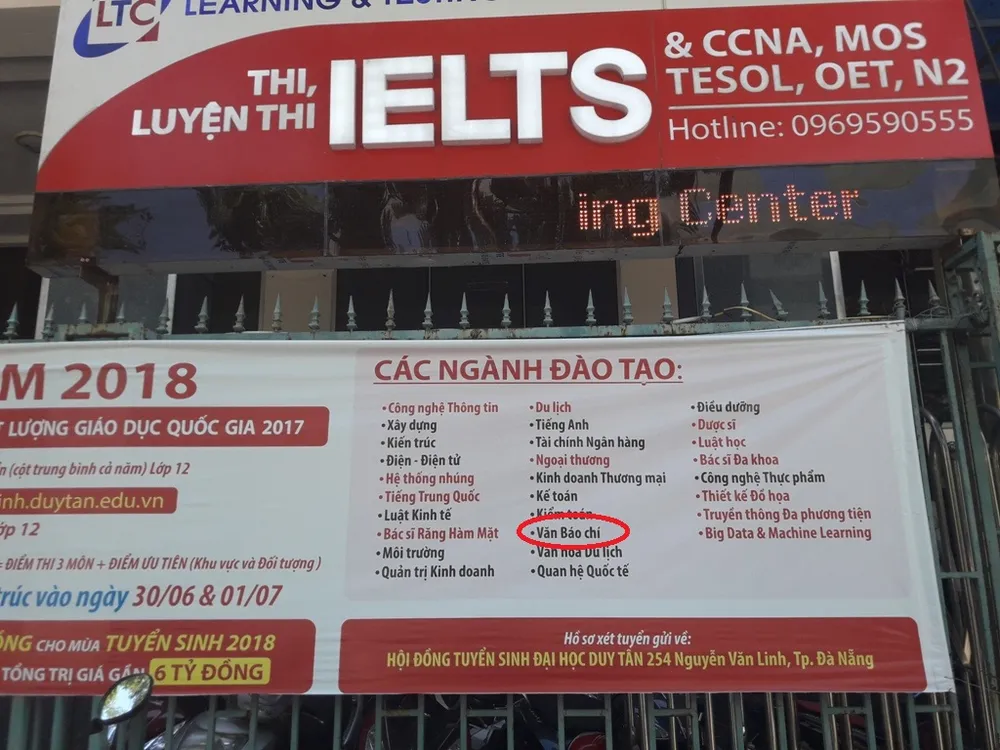 LTC
LEARNING & TESTING
THI,
LUYỆN THI
IELTS
& CCNA, MOS
TESOL, OET, N2
Hotline: 0969590555
ing Center
2018
LƯỢNG GIÁO DỤC QUỐC GIA 2017
(cột trung bình cả năm) Lớp 12
inh.duytan.edu.vn
lớp 12
= ĐIỂM THI 3 MÔN + ĐIỂM ƯU TIÊN (Khu vực và Đối tượng)
trúc vào ngày 30/06 & 01/07
CHO MÙA TUYỂN SINH 2018
TỔNG TRỊ GIÁ GẦN 6 TỶ ĐỒNG
CÁC NGÀNH ĐÀO TẠO:
• Công nghệ Thông tin
• Xây dựng
• Kiến trúc
• Điện - Điện tử
• Hệ thống nhúng
• Tiếng Trung Quốc
• Luật Kinh tế
• Bác sĩ Răng Hàm Mặt
• Môi trường
• Quản trị Kinh doanh
• Du lịch
• Tiếng Anh
• Tài chính Ngân hàng
• Ngoại thương
• Kinh doanh Thương mại
• Kế toán
• Kiểm toán
• Văn Báo chí
• Văn hóa Du lịch
• Quan hệ Quốc tế
• Điều dưỡng
• Dược sĩ
• Luật học
• Bác sĩ Đa khoa
• Công nghệ Thực phẩm
• Thiết kế Đồ họa
• Truyền thông Đa phương tiện
• Big Data & Machine Learning
Hồ sơ xét tuyển gửi về:
HỘI ĐỒNG TUYỂN SINH ĐẠI HỌC DUY TÂN 254 Nguyễn Văn Linh, Tp. Đà Nẵng